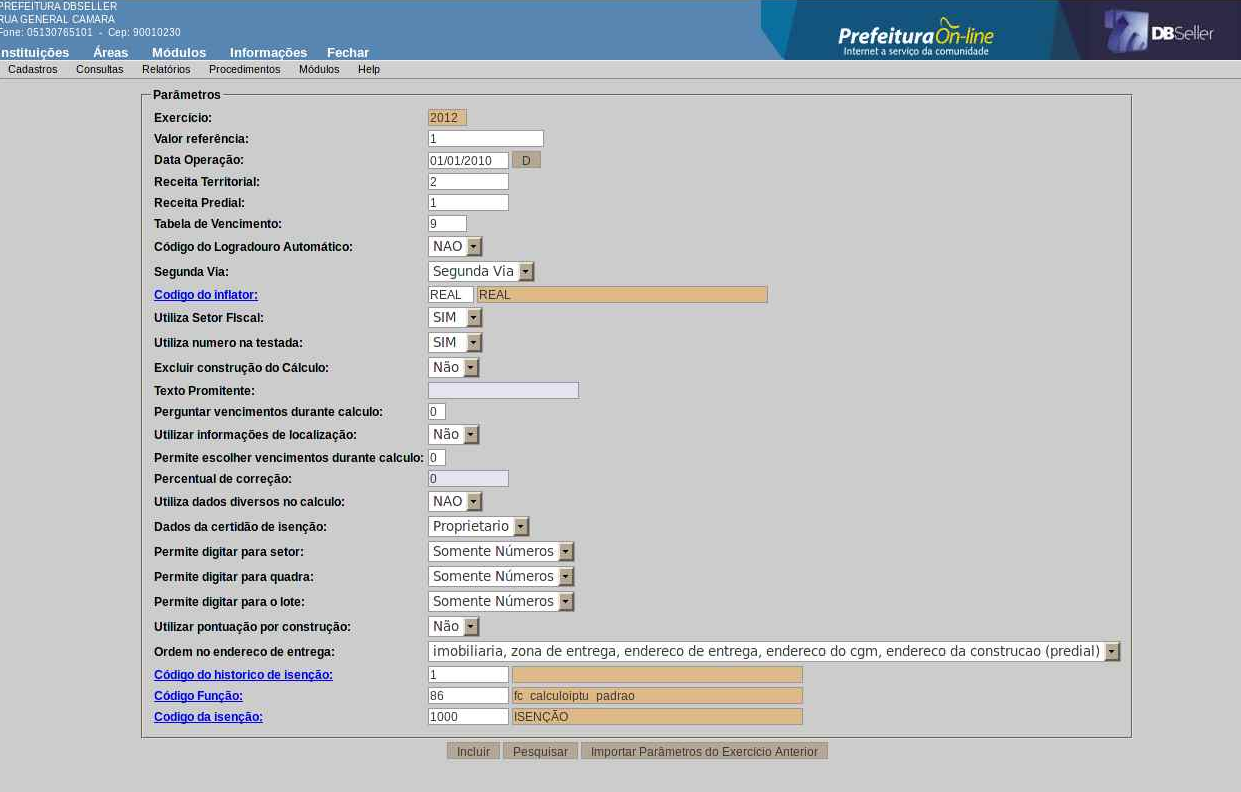 PREFEITURA DBSELLER
RUA GENERAL CAMARA
Fone: 05130765101 - Cep: 90010230
nstituições Áreas Módulos Informações Fechar
Prefeitura On-line
Internet a serviço da comunidade
DBSeller
Cadastros Consultas Relatórios Procedimentos Módulos Help
Parâmetros
Exercício: 2012
Valor referência: 1
Data Operação: 01/01/2010 D
Receita Territorial: 2
Receita Predial: 1
Tabela de Vencimento: 9
Código do Logradouro Automático: NAO
Segunda Via: Segunda Via
Codigo do inflator: REAL REAL
Utiliza Setor FIscal: SIM
Utiliza numero na testada: SIM
Excluir construção do Cálculo: Não
Texto Promitente:
Perguntar vencimentos durante calculo: 0
Utilizar informações de localização: Não
Permite escolher vencimentos durante calculo: 0
Percentual de correção: 0
Utiliza dados diversos no calculo: NAO
Dados da certidão de isenção: Proprietario
Permite digitar para setor: Somente Números
Permite digitar para quadra: Somente Números
Permite digitar para o lote: Somente Números
Utilizar pontuação por construção: Não
Ordem no endereco de entrega: imobiliaria, zona de entrega, endereco de entrega, endereco do cgm, endereco da construcao (predial)
Código do historico de isenção: 1
Código Função: 86 fc_calculoiptu_padrao
Codigo da isenção: 1000 ISENÇÃO
Incluir Pesquisar Importar Parâmetros do Exercício Anterior